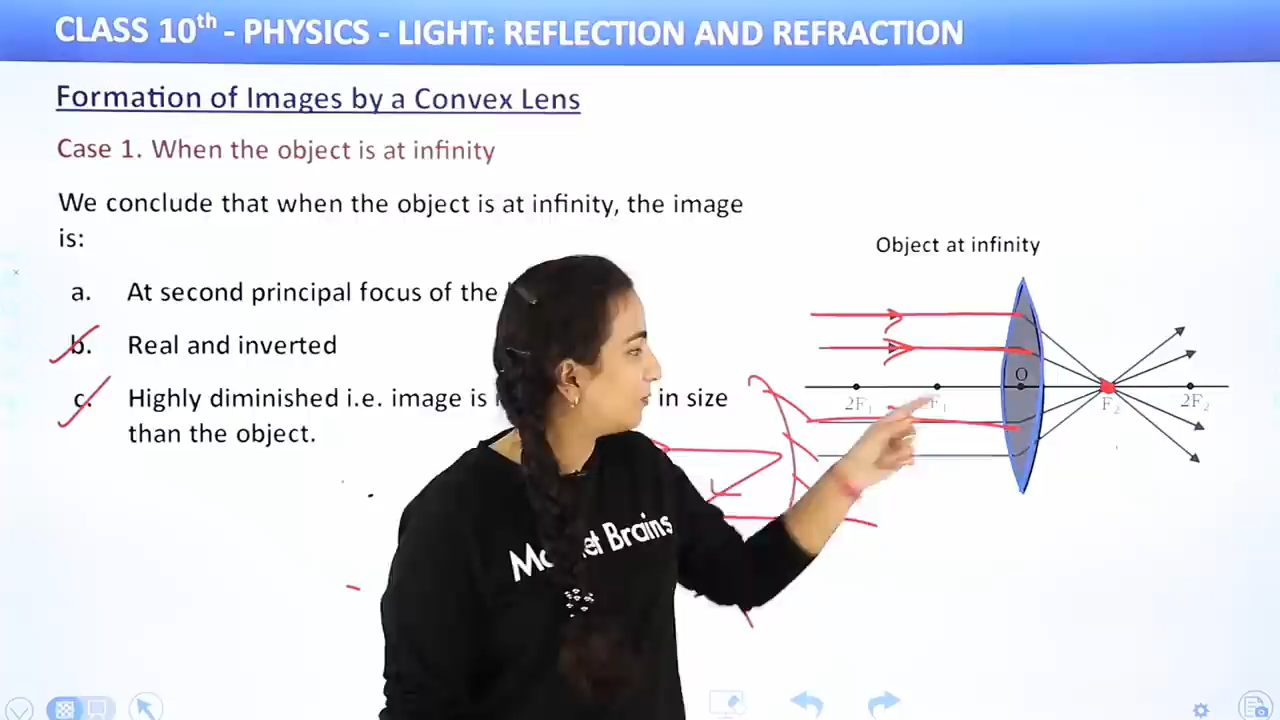 CLASS 10th - PHYSICS - LIGHT: REFLECTION AND REFRACTION
Formation of Images by a Convex Lens
Case 1. When the object is at infinity
We conclude that when the object is at infinity, the image
is:
Object at infinity
a. At second principal focus of the
b. Real and inverted
O
2F₁ F₁ F₂ 2F₂
c. Highly diminished i.e. image is in size
than the object.
Brains